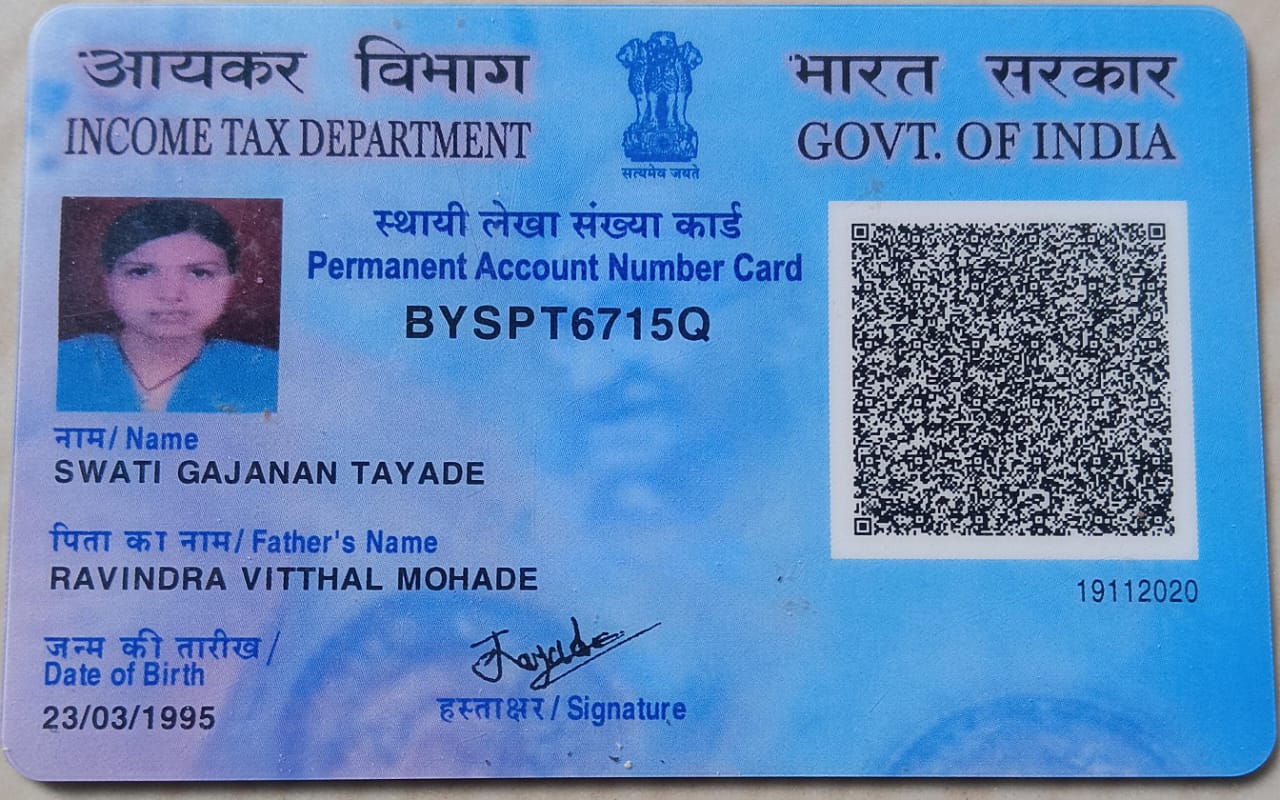 आयकर विभाग
INCOME TAX DEPARTMENT
सत्यमेव जयते
भारत सरकार
GOVT. OF INDIA
स्थायी लेखा संख्या कार्ड
Permanent Account Number Card
BYSPT6715Q
नाम/ Name
SWATI GAJANAN TAYADE
पिता का नाम/ Father's Name
RAVINDRA VITTHAL MOHADE
19112020
जन्म की तारीख/
Date of Birth
23/03/1995
Tayade
हस्ताक्षर/ Signature